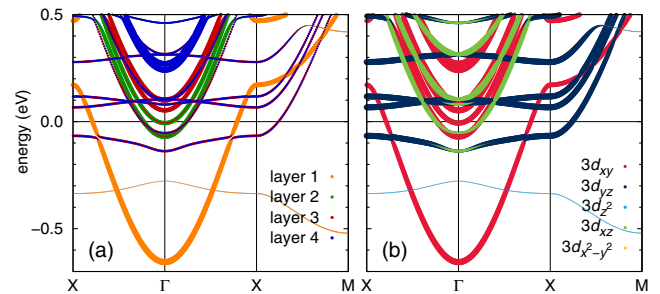 energy (eV)
0.5
0.0
−0.5
layer 1
layer 2
layer 3
layer 4
(a)
X Γ X M
3d_xy
3d_yz
3d_z²
3d_xz
3d_x²−y²
(b)
X Γ X M